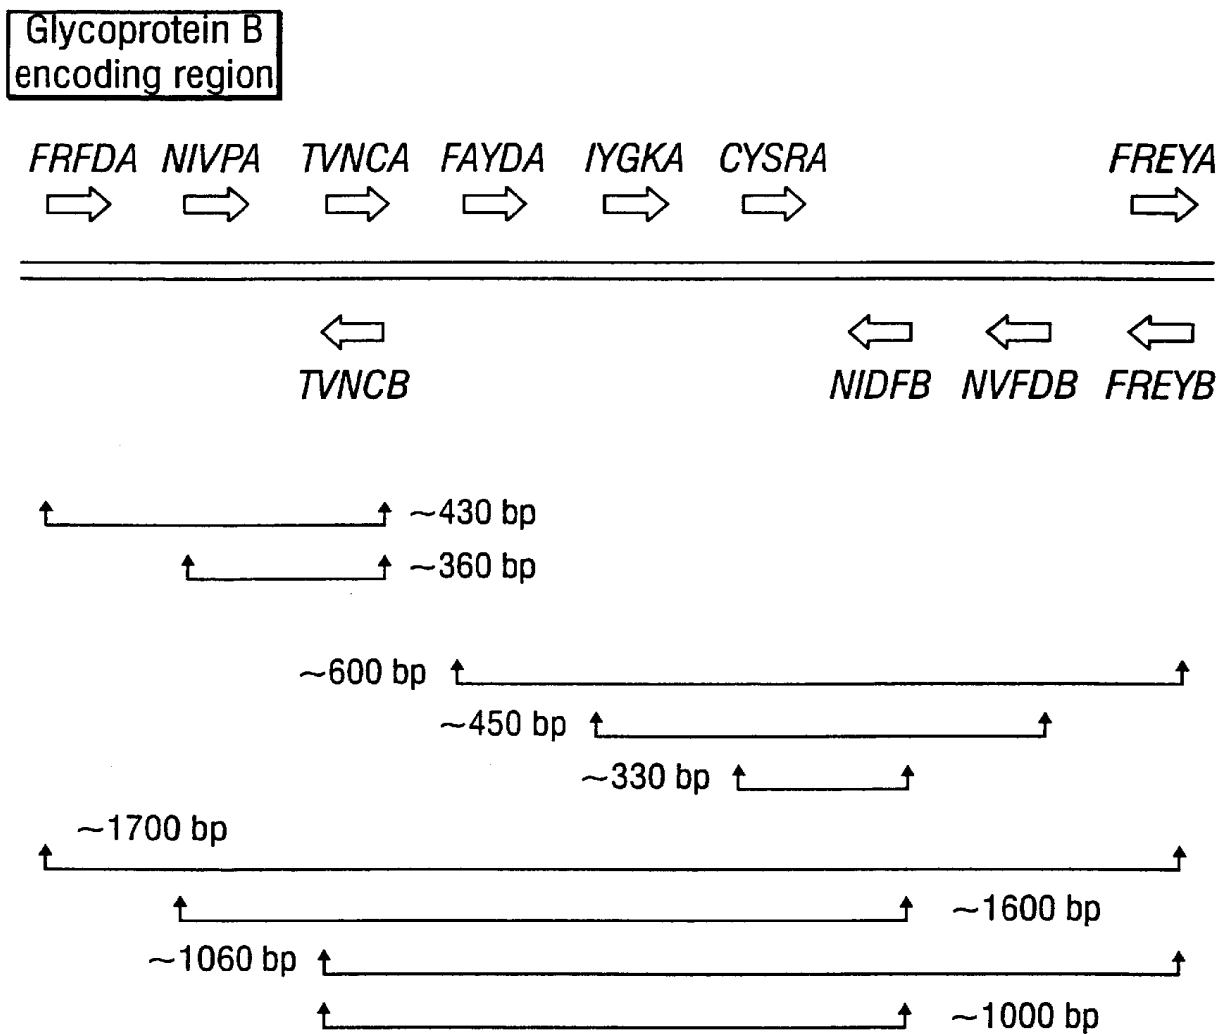 Glycoprotein B
encoding region
FRFDA NIVPA TVNCA FAYDA IYGKA CYSRA FREYA
TVNCB NIDFB NVFDB FREYB
~430 bp
~360 bp
~600 bp
~450 bp
~330 bp
~1700 bp
~1600 bp
~1060 bp
~1000 bp